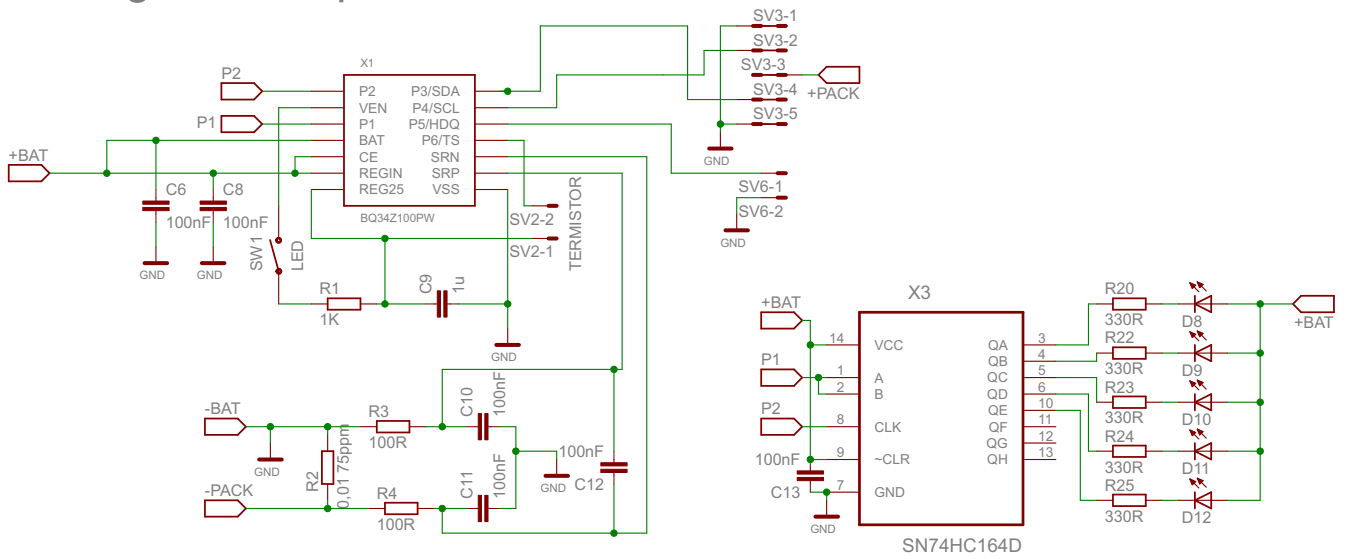 SV3-1
SV3-2
SV3-3
SV3-4
SV3-5
+PACK
GND
X1
P2
P1
P2
VEN
P1
BAT
CE
REGIN
REG25
P3/SDA
P4/SCL
P5/HDQ
P6/TS
SRN
SRP
VSS
BQ34Z100PW
+BAT
C6
100nF
C8
100nF
GND
GND
SW1
LED
R1
1K
C9
1u
GND
SV2-2
SV2-1
TERMISTOR
SV6-1
SV6-2
GND
-BAT
-PACK
GND
R2
0,01 75ppm
R3
100R
R4
100R
C10
100nF
C11
100nF
GND
100nF
C12
+BAT
P1
P2
100nF
C13
GND
X3
14
1
2
8
9
7
VCC
A
B
CLK
~CLR
GND
QA
QB
QC
QD
QE
QF
QG
QH
3
4
5
6
10
11
12
13
SN74HC164D
R20
330R
R22
330R
R23
330R
R24
330R
R25
330R
D8
D9
D10
D11
D12
+BAT